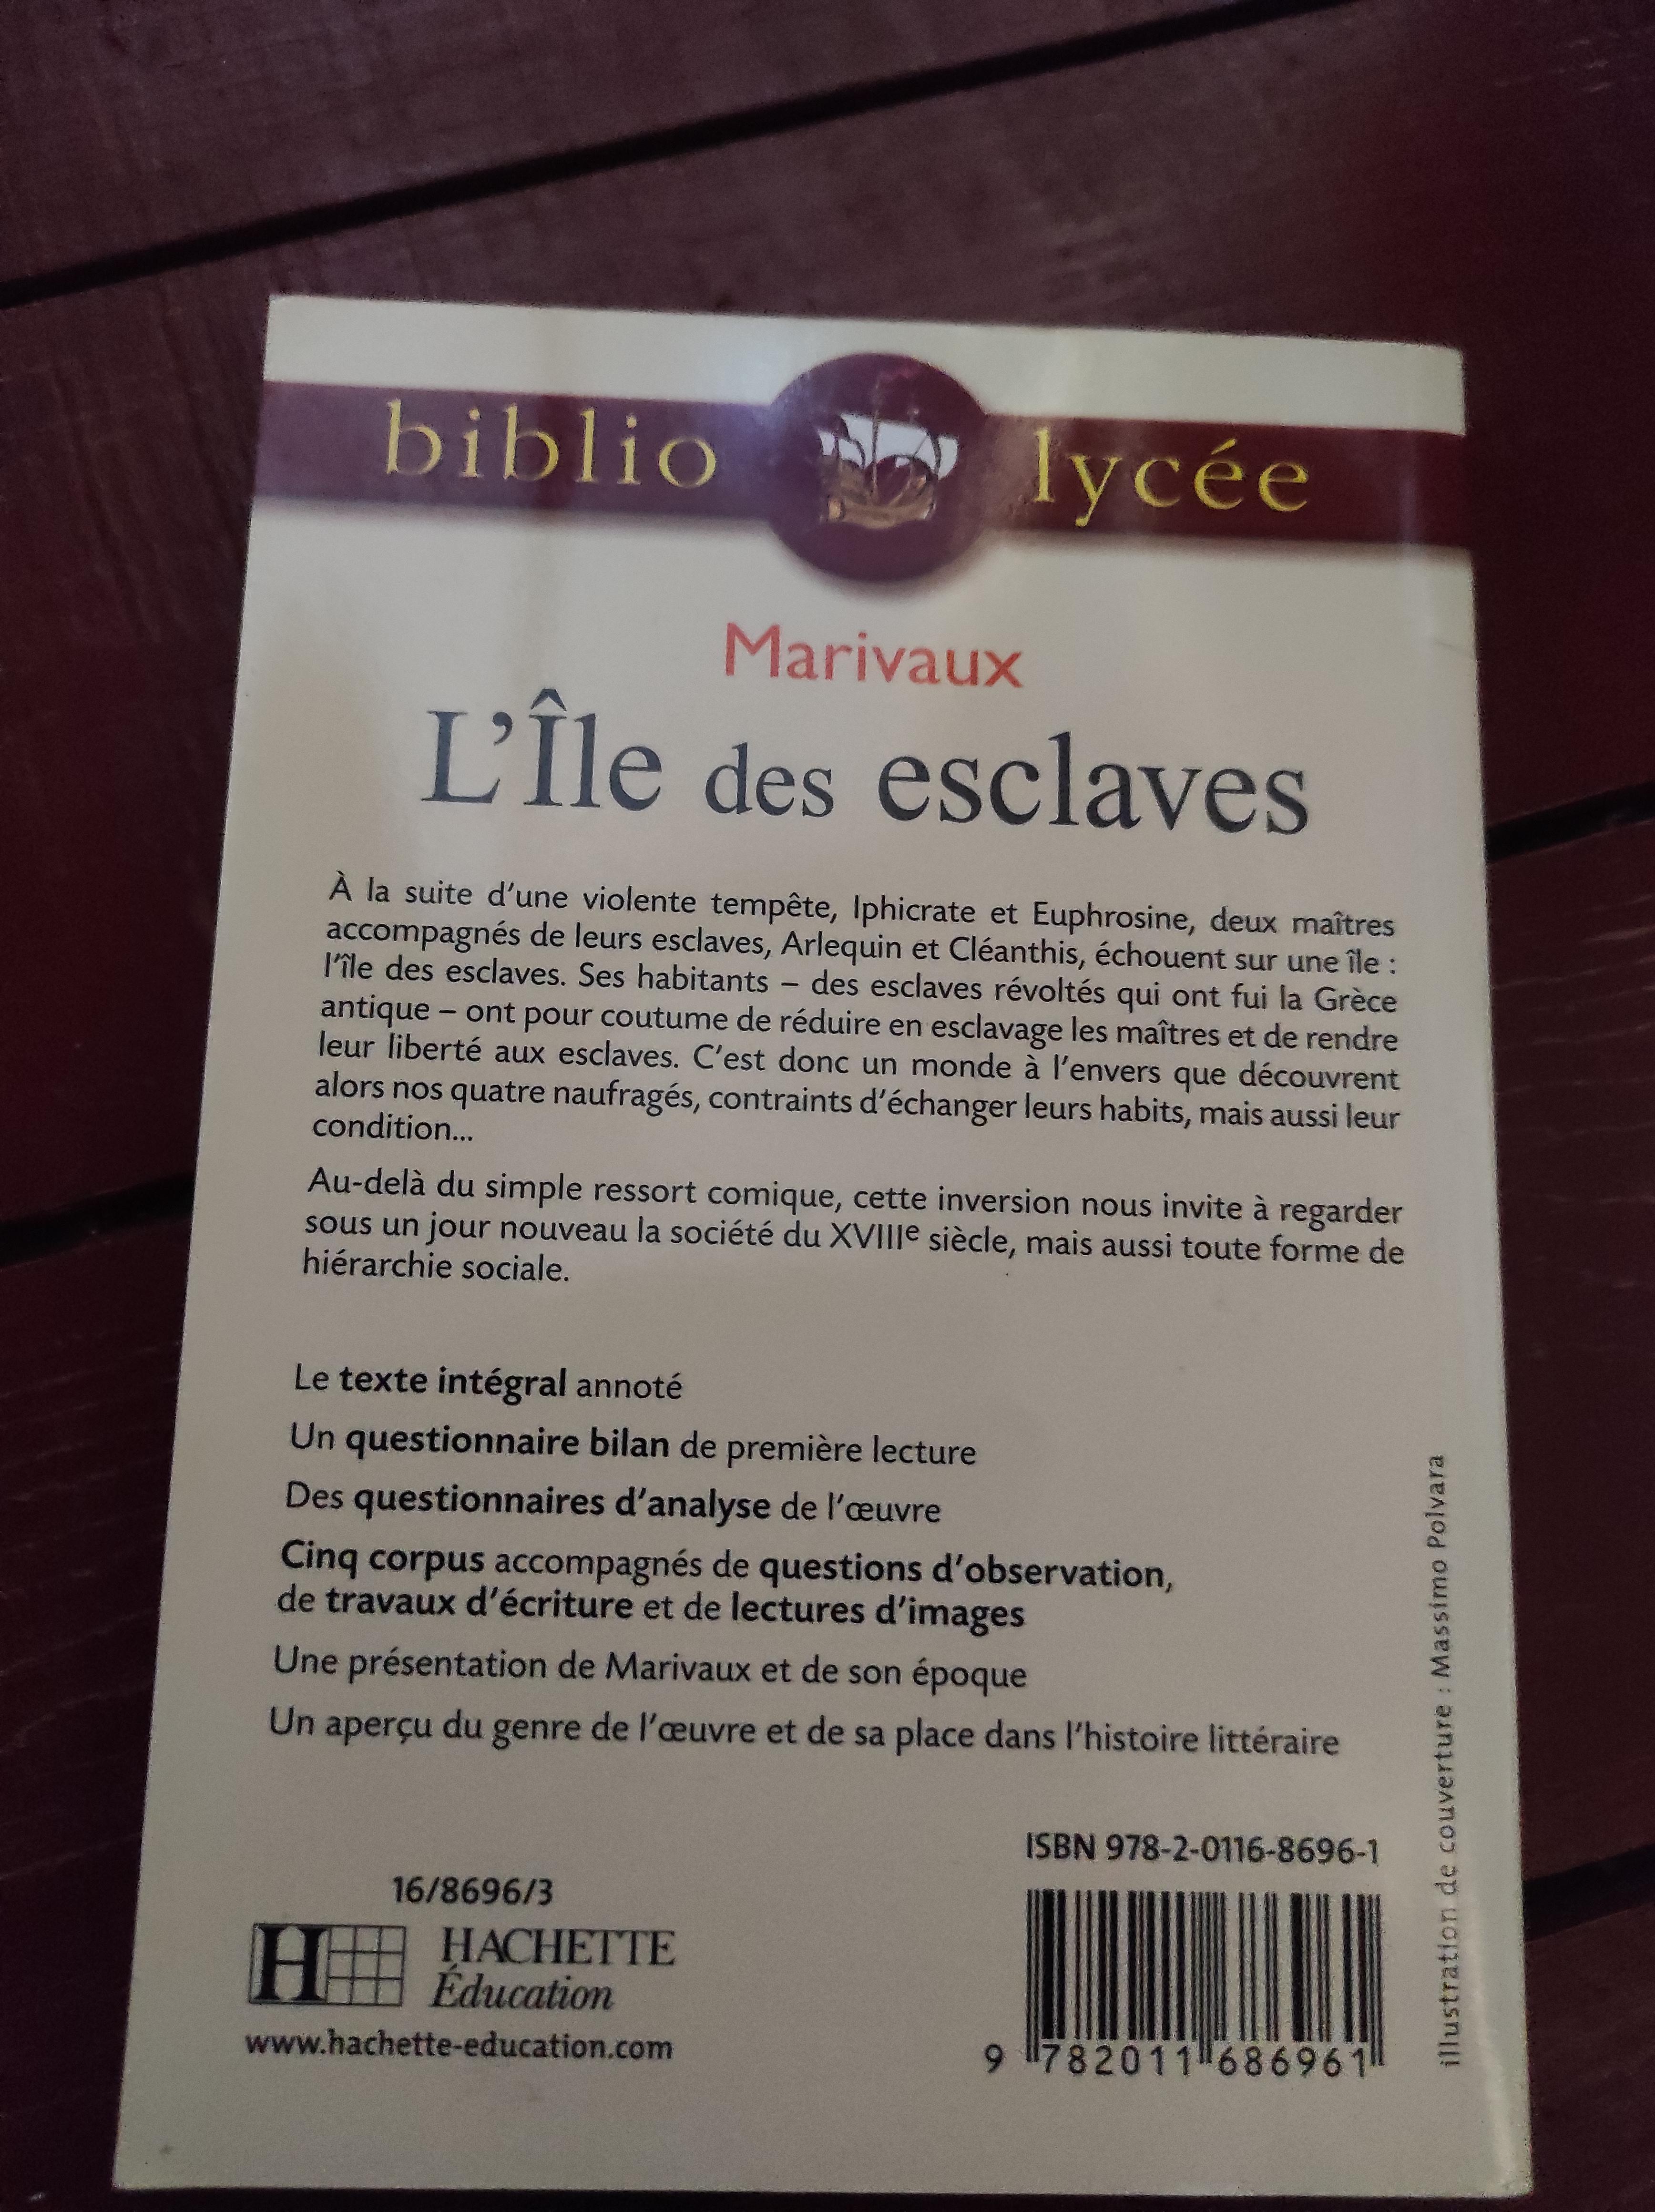 biblio lycée
Marivaux
L'Île des esclaves
À la suite d'une violente tempête, Iphicrate et Euphrosine, deux maîtres
accompagnés de leurs esclaves, Arlequin et Cléanthis, échouent sur une île :
l'île des esclaves. Ses habitants – des esclaves révoltés qui ont fui la Grèce
antique – ont pour coutume de réduire en esclavage les maîtres et de rendre
leur liberté aux esclaves. C'est donc un monde à l'envers que découvrent
alors nos quatre naufragés, contraints d'échanger leurs habits, mais aussi leur
condition...
Au-delà du simple ressort comique, cette inversion nous invite à regarder
sous un jour nouveau la société du XVIIIe siècle, mais aussi toute forme de
hiérarchie sociale.
Le texte intégral annoté
Un questionnaire bilan de première lecture
Des questionnaires d'analyse de l'œuvre
Cinq corpus accompagnés de questions d'observation,
de travaux d'écriture et de lectures d'images
Une présentation de Marivaux et de son époque
Un aperçu du genre de l'œuvre et de sa place dans l'histoire littéraire
illustration de couverture : Massimo Polvara
16/8696/3
H HACHETTE
Éducation
www.hachette-education.com
ISBN 978-2-0116-8696-1
9 782011 686961